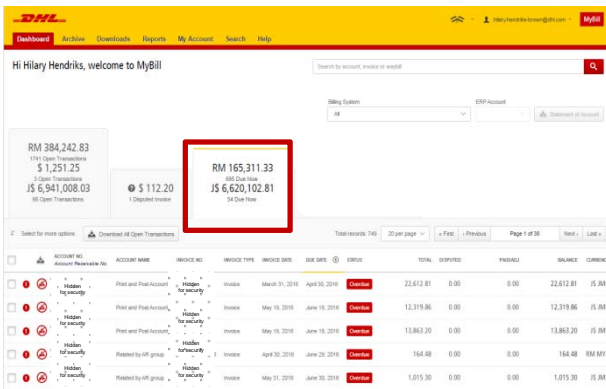 DHL
Hilary.hendriks-brown@dhl.com
MyBill
Dashboard Archive Downloads Reports My Account Search Help
Hi Hilary Hendriks, welcome to MyBill
Search by account, invoice or waybill
Billing System
ERP Account
All
Statement of Account
RM 384,242.83
1741 Open Transactions
$ 1,251.25
3 Open Transactions
J$ 6,941,008.03
66 Open Transactions
$ 112.20
1 Disputed Invoice
RM 165,311.33
695 Due Now
J$ 6,620,102.81
54 Due Now
Select for more options Download All Open Transactions Total records: 749 20 per page « First ‹ Previous Page 1 of 38 Next › Last »
ACCOUNT NO ACCOUNT NAME INVOICE NO INVOICE TYPE INVOICE DATE DUE DATE STATUS TOTAL DISPUTED PAID/ADJ BALANCE CURRENC
Account Receivable No.
Hidden for security Print and Post Account Hidden for security Invoice March 31, 2016 April 30, 2016 Overdue 22,612.81 0.00 0.00 22,612.81 J$ JM
Hidden for security Print and Post Account Hidden for security Invoice May 19, 2016 June 18, 2016 Overdue 12,319.86 0.00 0.00 12,319.86 J$ JM
Hidden for security Print and Post Account Hidden for security Invoice May 19, 2016 June 18, 2016 Overdue 13,863.20 0.00 0.00 13,863.20 J$ JM
Hidden for security Related by AR group Hidden for security Invoice April 30, 2016 June 29, 2016 Overdue 164.48 0.00 0.00 164.48 RM MY
Hidden for security Related by AR group Hidden for security Invoice May 31, 2016 June 30, 2016 Overdue 1,015.30 0.00 0.00 1,015.30 J$ JM